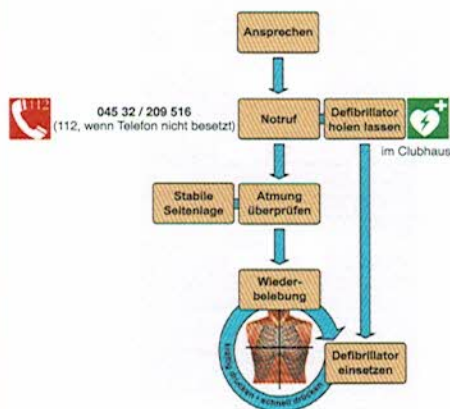 Ansprechen
112
045 32 / 209 516
(112, wenn Telefon nicht besetzt)
Notruf
Defibrillator
holen lassen
im Clubhaus
Stabile
Seitenlage
Atmung
überprüfen
Wieder-
belebung
kräftig drücken • schnell drücken
Defibrillator
einsetzen